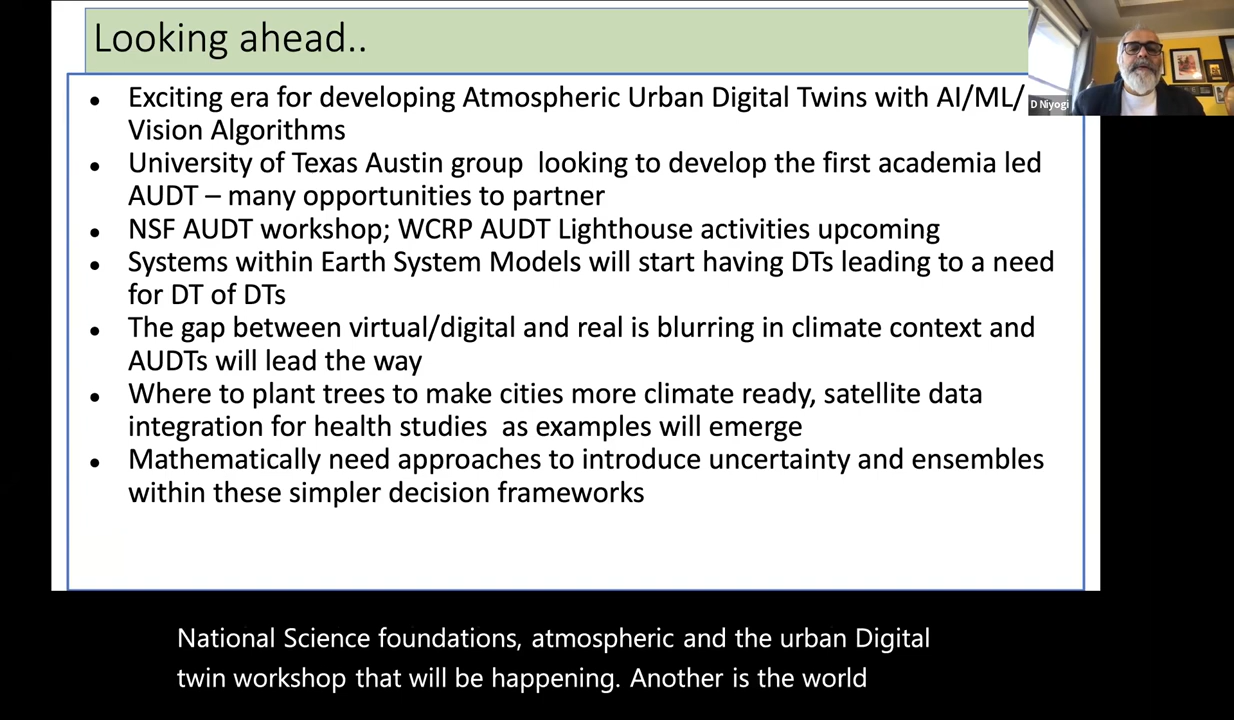 Looking ahead..
D Niyogi
• Exciting era for developing Atmospheric Urban Digital Twins with AI/ML/
Vision Algorithms
• University of Texas Austin group looking to develop the first academia led
AUDT – many opportunities to partner
• NSF AUDT workshop; WCRP AUDT Lighthouse activities upcoming
• Systems within Earth System Models will start having DTs leading to a need
for DT of DTs
• The gap between virtual/digital and real is blurring in climate context and
AUDTs will lead the way
• Where to plant trees to make cities more climate ready, satellite data
integration for health studies as examples will emerge
• Mathematically need approaches to introduce uncertainty and ensembles
within these simpler decision frameworks
National Science foundations, atmospheric and the urban Digital
twin workshop that will be happening. Another is the world